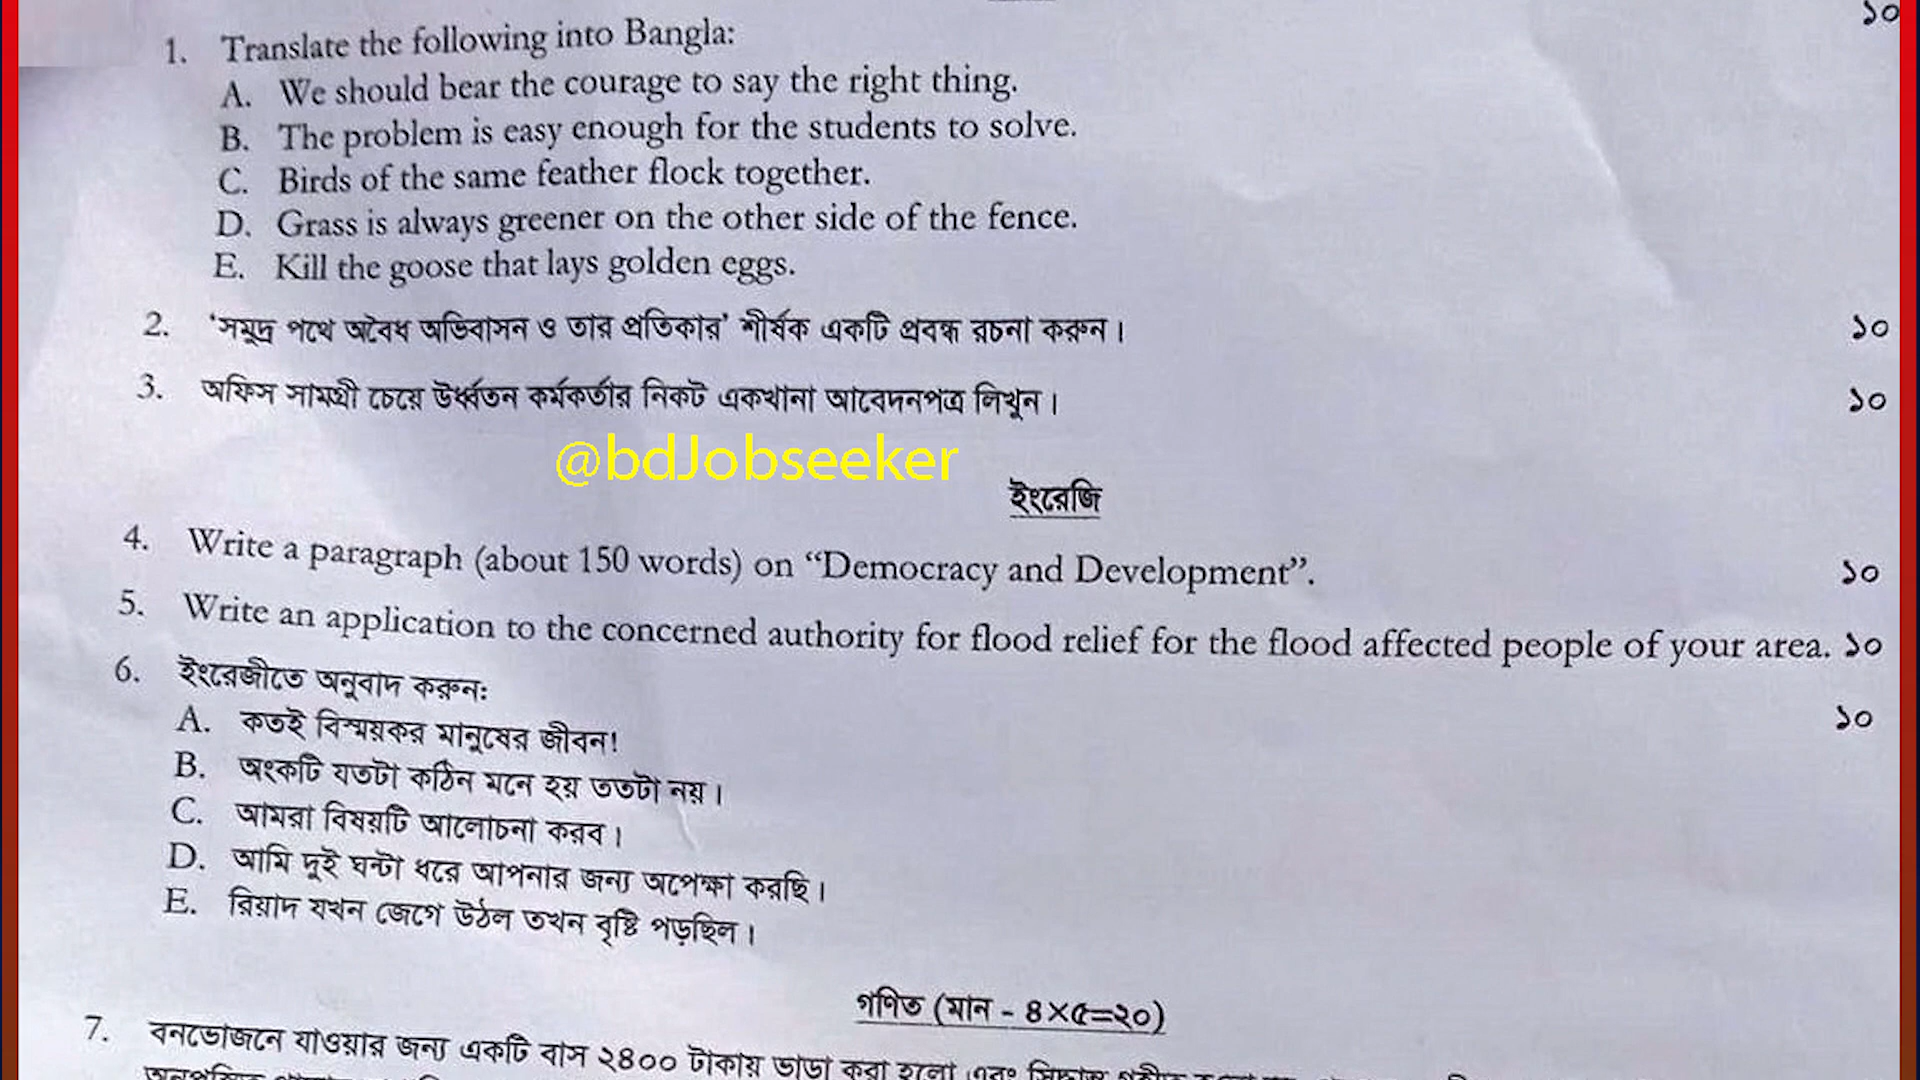 ১০
1. Translate the following into Bangla:
A. We should bear the courage to say the right thing.
B. The problem is easy enough for the students to solve.
C. Birds of the same feather flock together.
D. Grass is always greener on the other side of the fence.
E. Kill the goose that lays golden eggs.
2. ‘সমুদ্র পথে অবৈধ অভিবাসন ও তার প্রতিকার’ শীর্ষক একটি প্রবন্ধ রচনা করুন। ১০
3. অফিস সামগ্রী চেয়ে উর্ধ্বতন কর্মকর্তার নিকট একখানা আবেদনপত্র লিখুন। ১০
@bdJobseeker
ইংরেজি
4. Write a paragraph (about 150 words) on “Democracy and Development”. ১০
5. Write an application to the concerned authority for flood relief for the flood affected people of your area. ১০
6. ইংরেজীতে অনুবাদ করুন: ১০
A. কতই বিস্ময়কর মানুষের জীবন!
B. অংকটি যতটা কঠিন মনে হয় ততটা নয়।
C. আমরা বিষয়টি আলোচনা করব।
D. আমি দুই ঘন্টা ধরে আপনার জন্য অপেক্ষা করছি।
E. রিয়াদ যখন জেগে উঠল তখন বৃষ্টি পড়ছিল।
গণিত (মান - ৪×৫=২০)
7. বনভোজনে যাওয়ার জন্য একটি বাস ২৪০০ টাকায় ভাড়া করা হলো এবং সিদ্ধান্ত